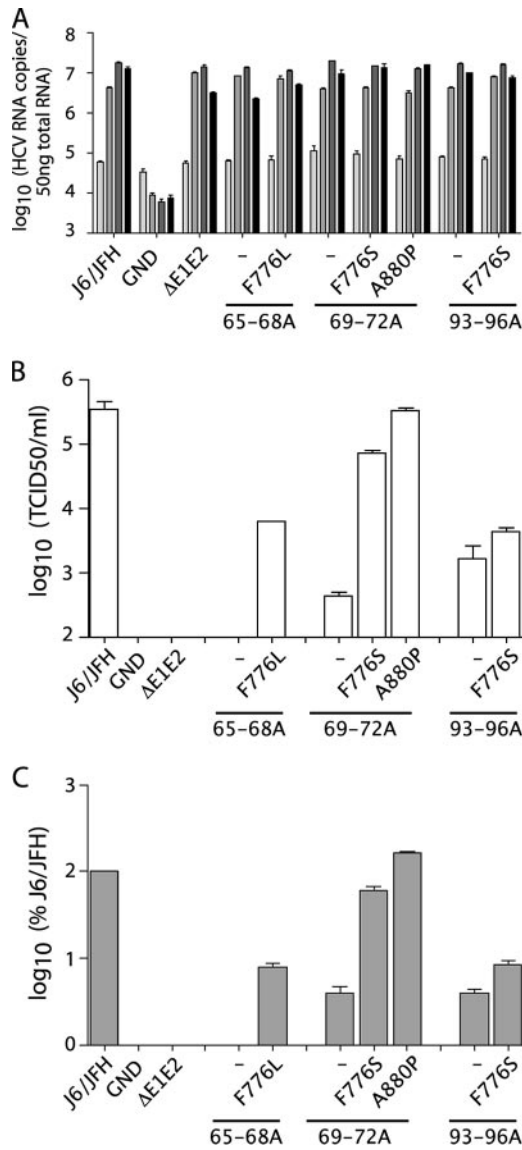 A
log10 (HCV RNA copies/
50ng total RNA)
8
7
6
5
4
3
J6/JFH
GND
ΔE1E2
–
F776L
–
F776S
A880P
–
F776S
65–68A
69–72A
93–96A
B
log10 (TCID50/ml)
6
5
4
3
2
J6/JFH
GND
ΔE1E2
–
F776L
–
F776S
A880P
–
F776S
65–68A
69–72A
93–96A
C
log10 (% J6/JFH)
3
2
1
0
J6/JFH
GND
ΔE1E2
–
F776L
–
F776S
A880P
–
F776S
65–68A
69–72A
93–96A